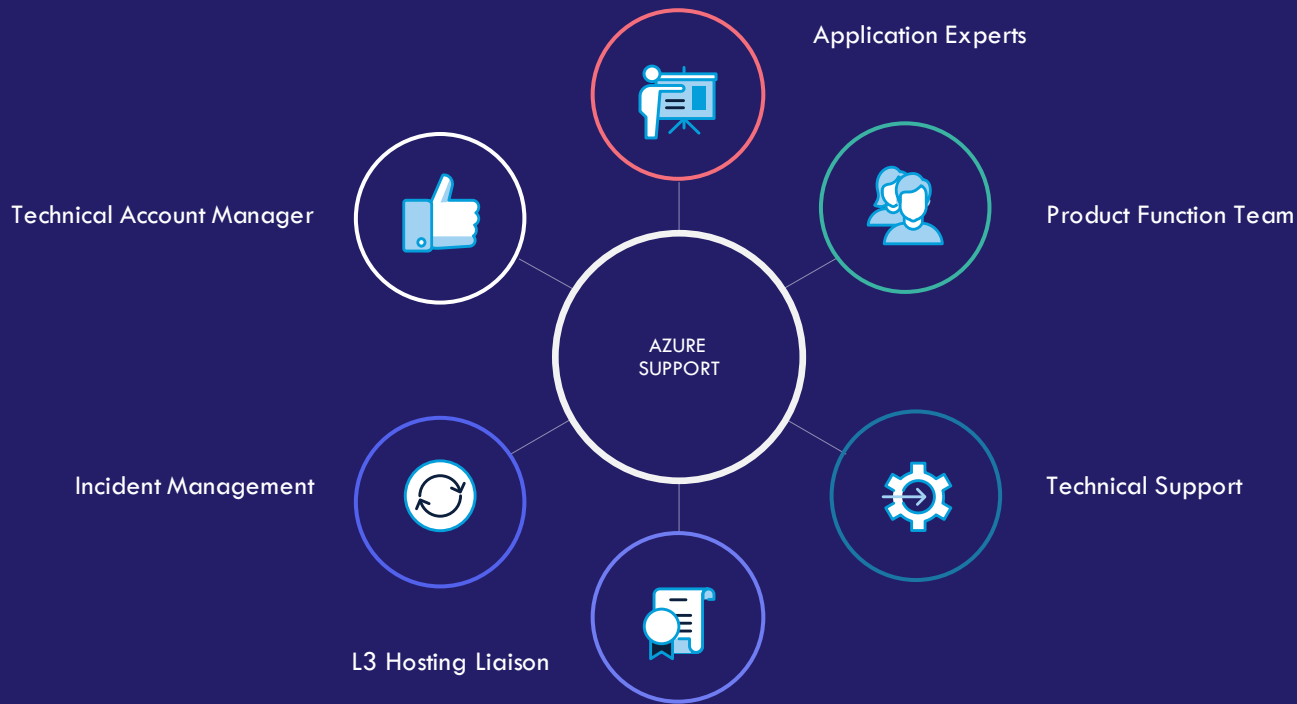 Application Experts
Technical Account Manager
Product Function Team
AZURE
SUPPORT
Incident Management
Technical Support
L3 Hosting Liaison